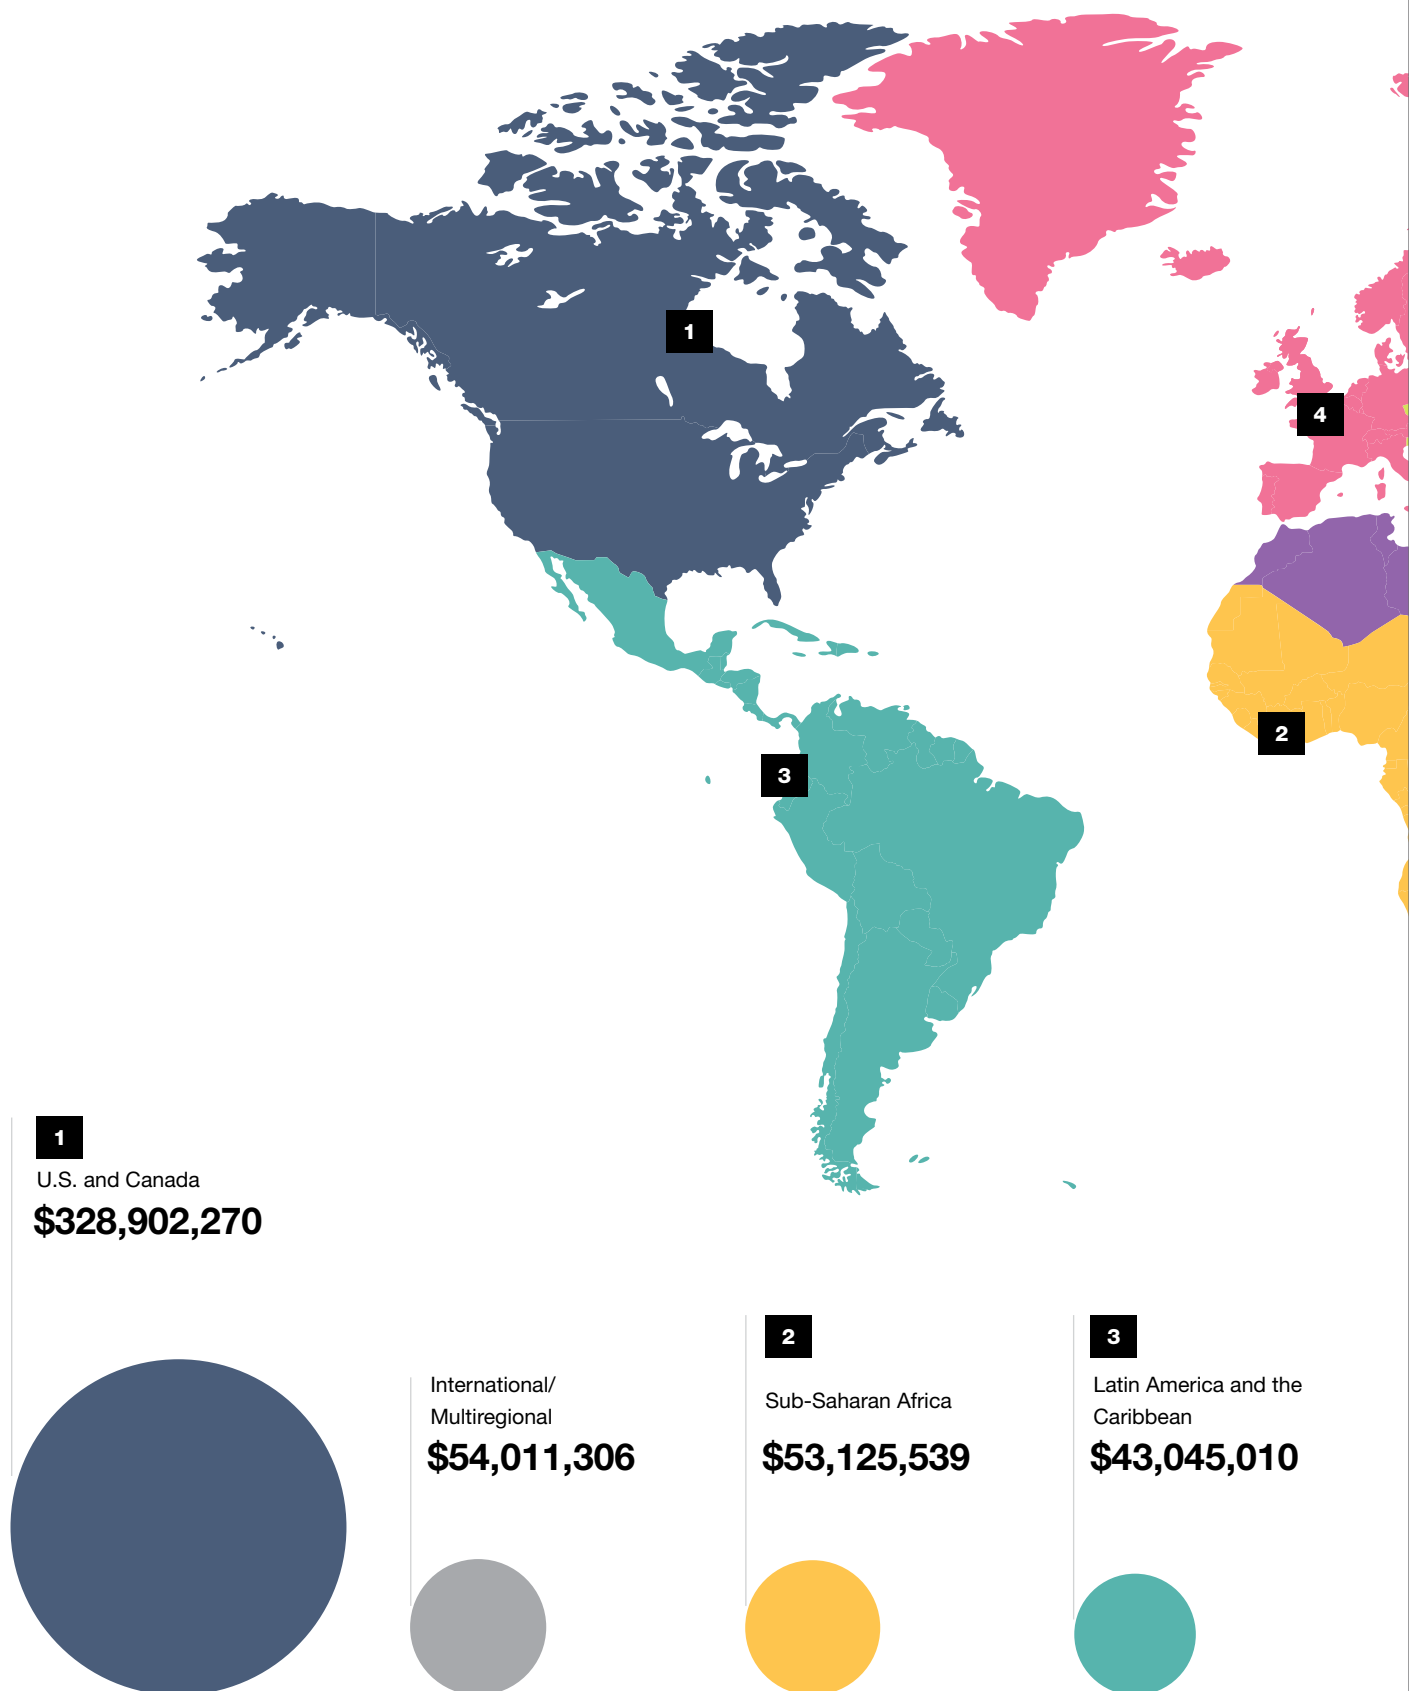 1
4
2
3
1
U.S. and Canada
$328,902,270
International/
Multiregional
$54,011,306
2
Sub-Saharan Africa
$53,125,539
3
Latin America and the
Caribbean
$43,045,010